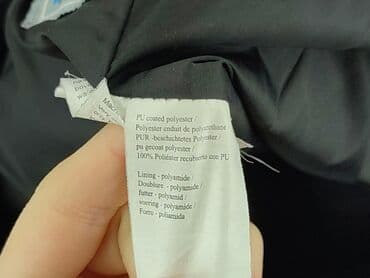 PU coated polyester /
Polyester enduit de polyurethane
PUR -beschichtetes Polyester /
pu gecoat polyester /
100% Poliéster recubierto con PU
Lining - polyamide /
Doublure - polyamide /
futter - polyamid /
voering - polyamide /
Forro - poliamida